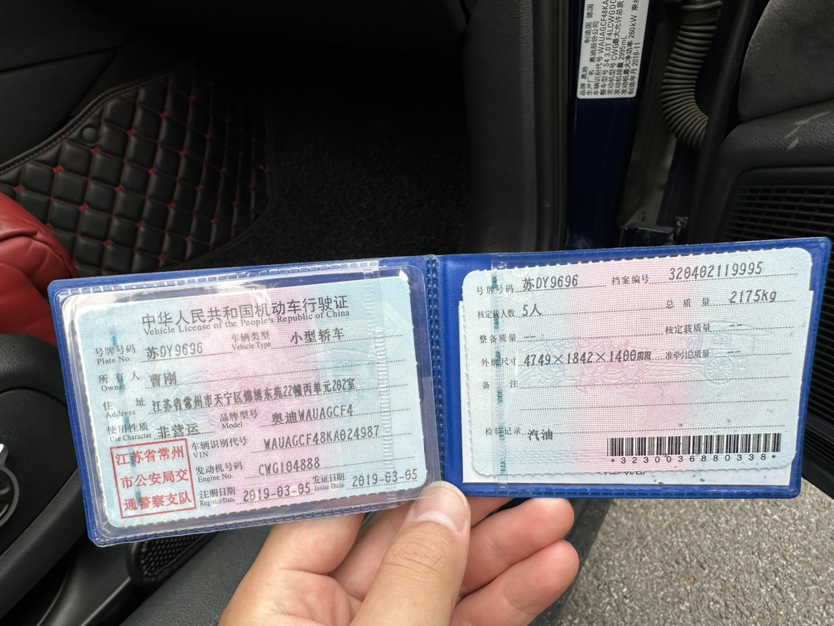 中华人民共和国机动车行驶证
Vehicle License of the People's Republic of China
号牌号码 苏DY9696 车辆类型 小型轿车
Plate No. Vehicle Type
所有人 曹刚
Owner
住址 江苏省常州市天宁区锦绣东苑22幢丙单元202室
Address
使用性质 非营运 品牌型号 奥迪WAUAGCF4
Use Character Model
江苏省常州
市公安局交
通警察支队
车辆识别代号 WAUAGCF48KA024987
VIN
发动机号码 CWG104888
Engine No.
注册日期 2019-03-05 发证日期 2019-03-05
Register Date Issue Date
号牌号码 苏DY9696 档案编号 320402119995
核定载人数 5人 总质量 2175kg
整备质量 -- 核定载质量 --
外廓尺寸 4749×1842×1400mm 准牵引总质量 --
备注
检验记录 汽油
*3230036880338*
品牌 奥迪 制造国 德国